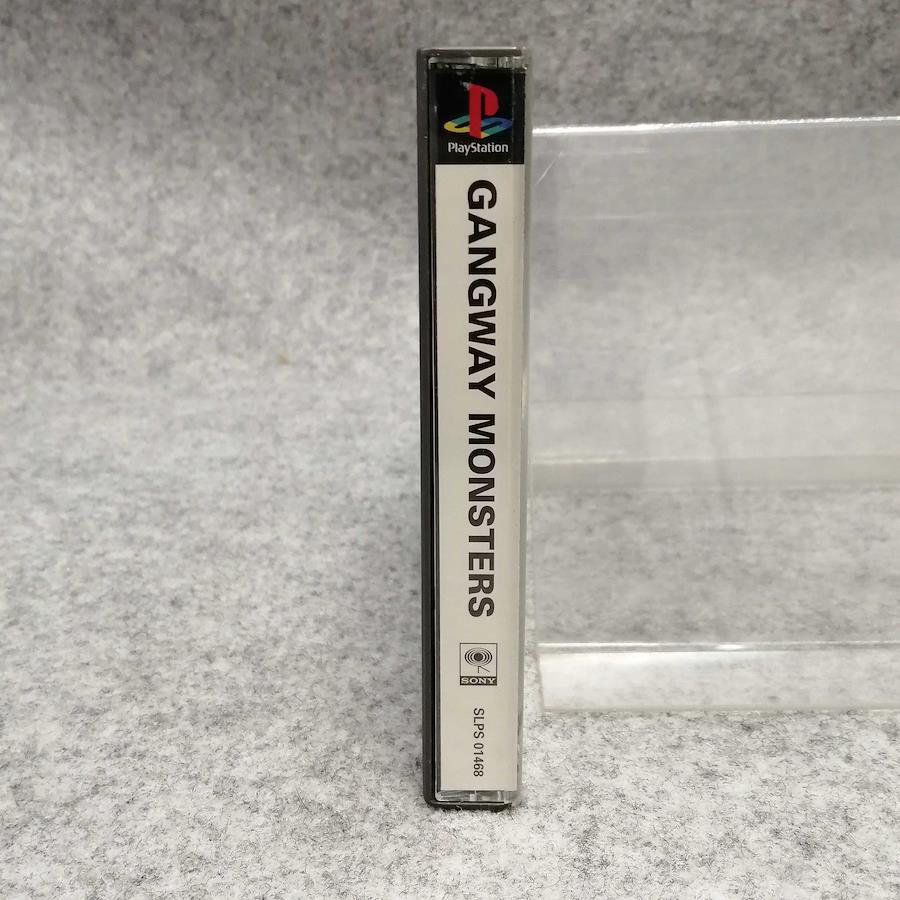 PlayStation
GANGWAY MONSTERS
SONY
SLPS 01468